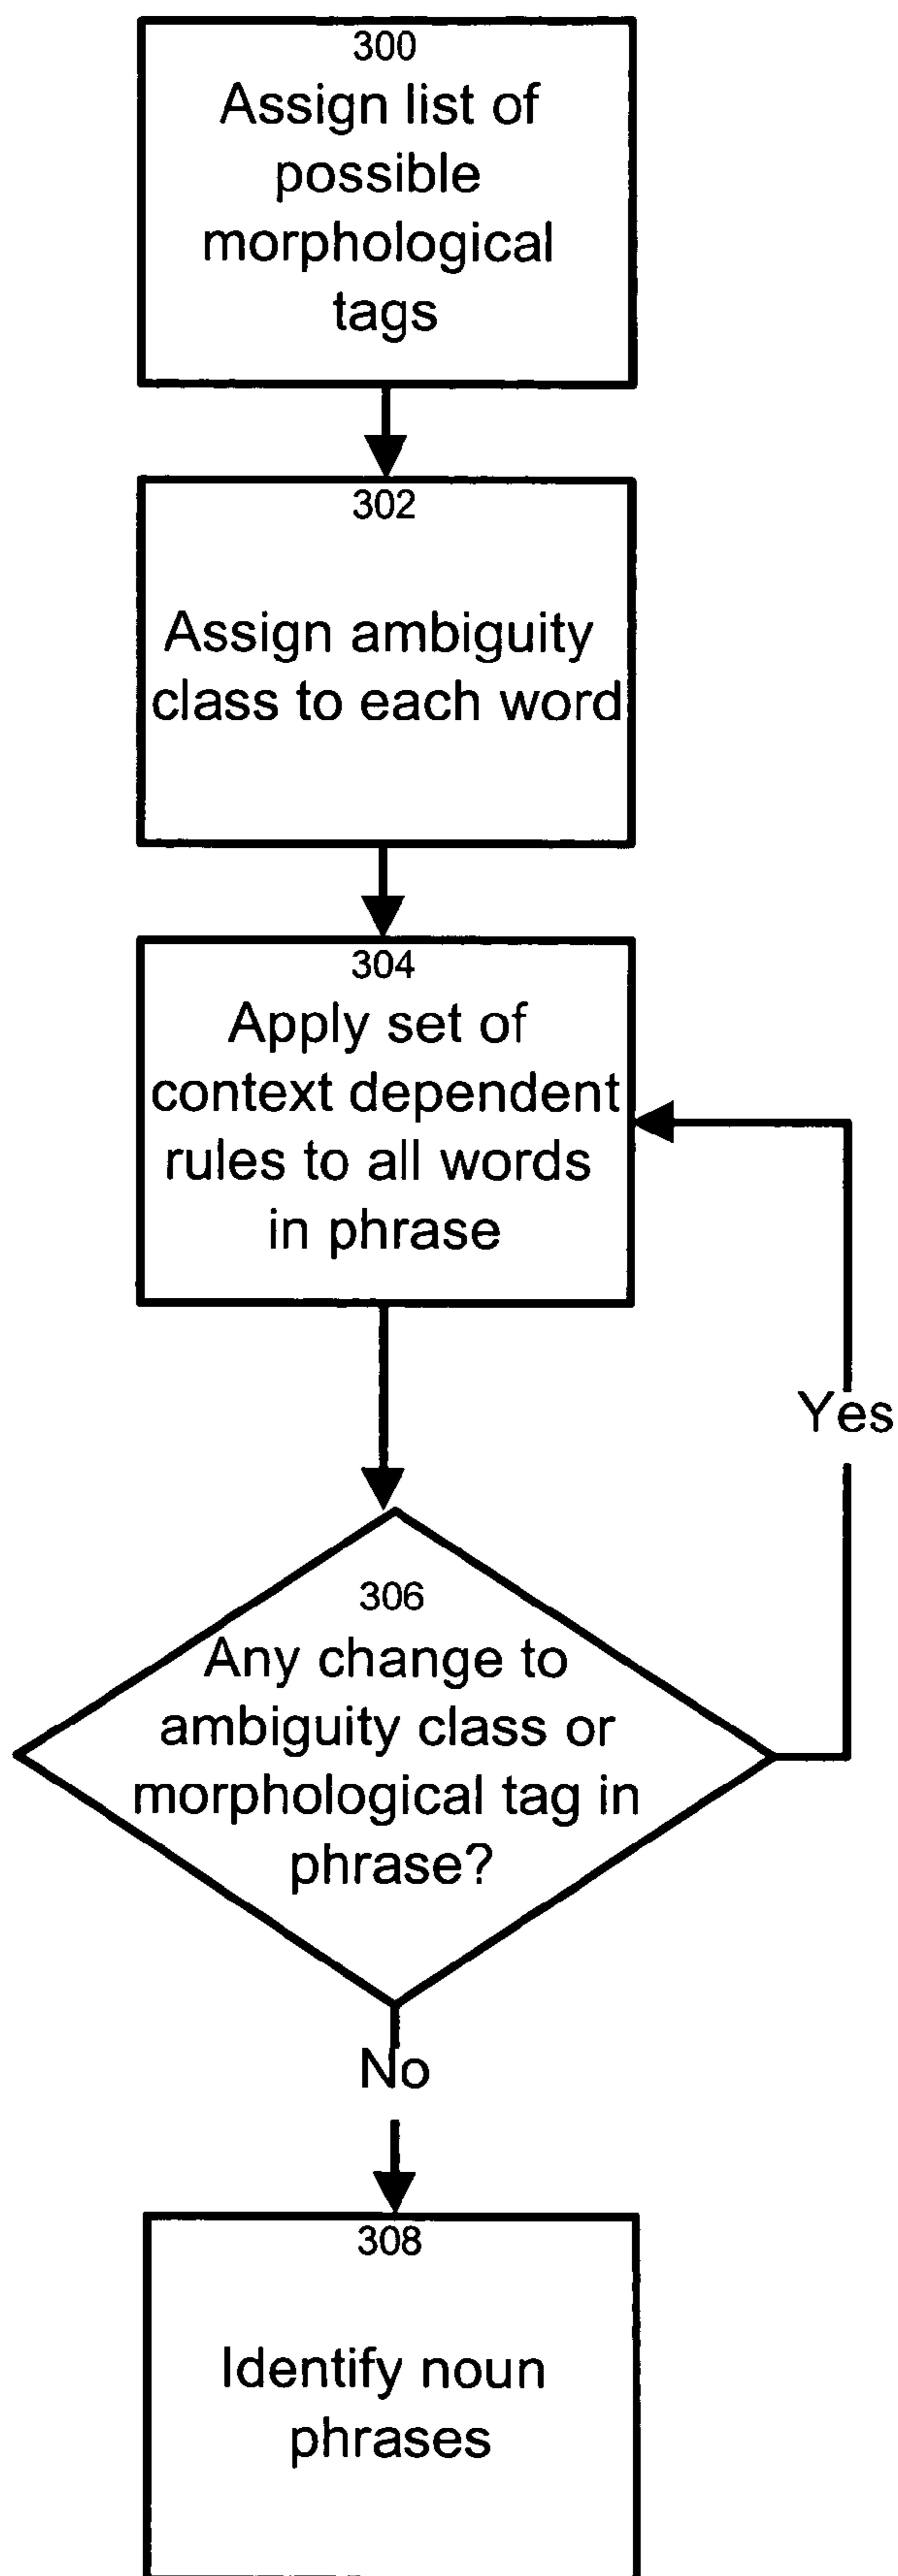 300
Assign list of
possible
morphological
tags
302
Assign ambiguity
class to each word
304
Apply set of
context dependent
rules to all words
in phrase
Yes
306
Any change to
ambiguity class or
morphological tag in
phrase?
No
308
Identify noun
phrases